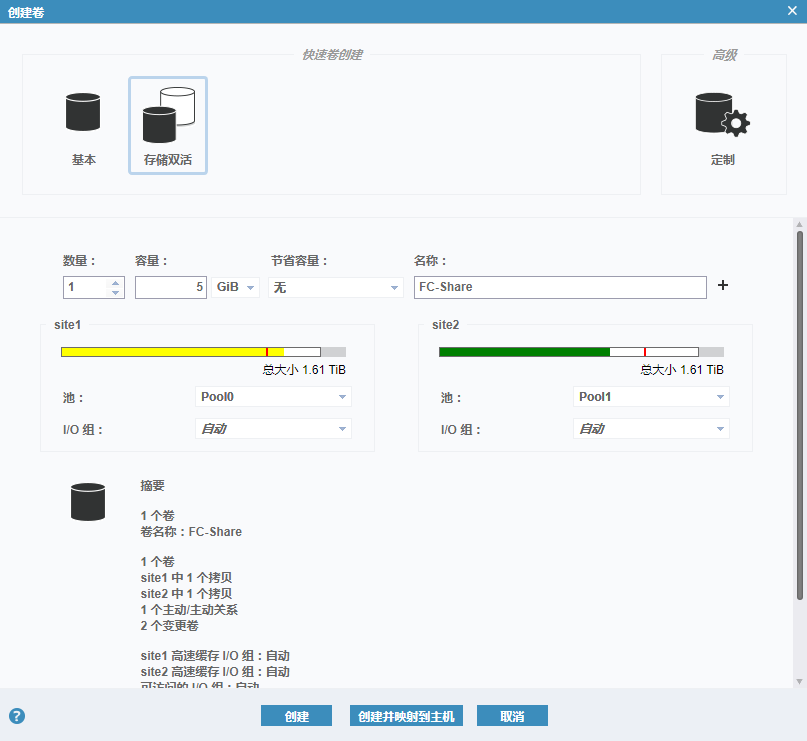 创建卷
快速卷创建
高级
基本
存储双活
定制
数量：
容量：
节省容量：
名称：
1
5
GiB
无
FC-Share
site1
site2
总大小 1.61 TiB
总大小 1.61 TiB
池：
Pool0
池：
Pool1
I/O 组：
自动
I/O 组：
自动
摘要
1 个卷
卷名称：FC-Share
1 个卷
site1 中 1 个拷贝
site2 中 1 个拷贝
1 个主动/主动关系
2 个变更卷
site1 高速缓存 I/O 组：自动
site2 高速缓存 I/O 组：自动
可访问的 I/O 组：自动
创建
创建并映射到主机
取消